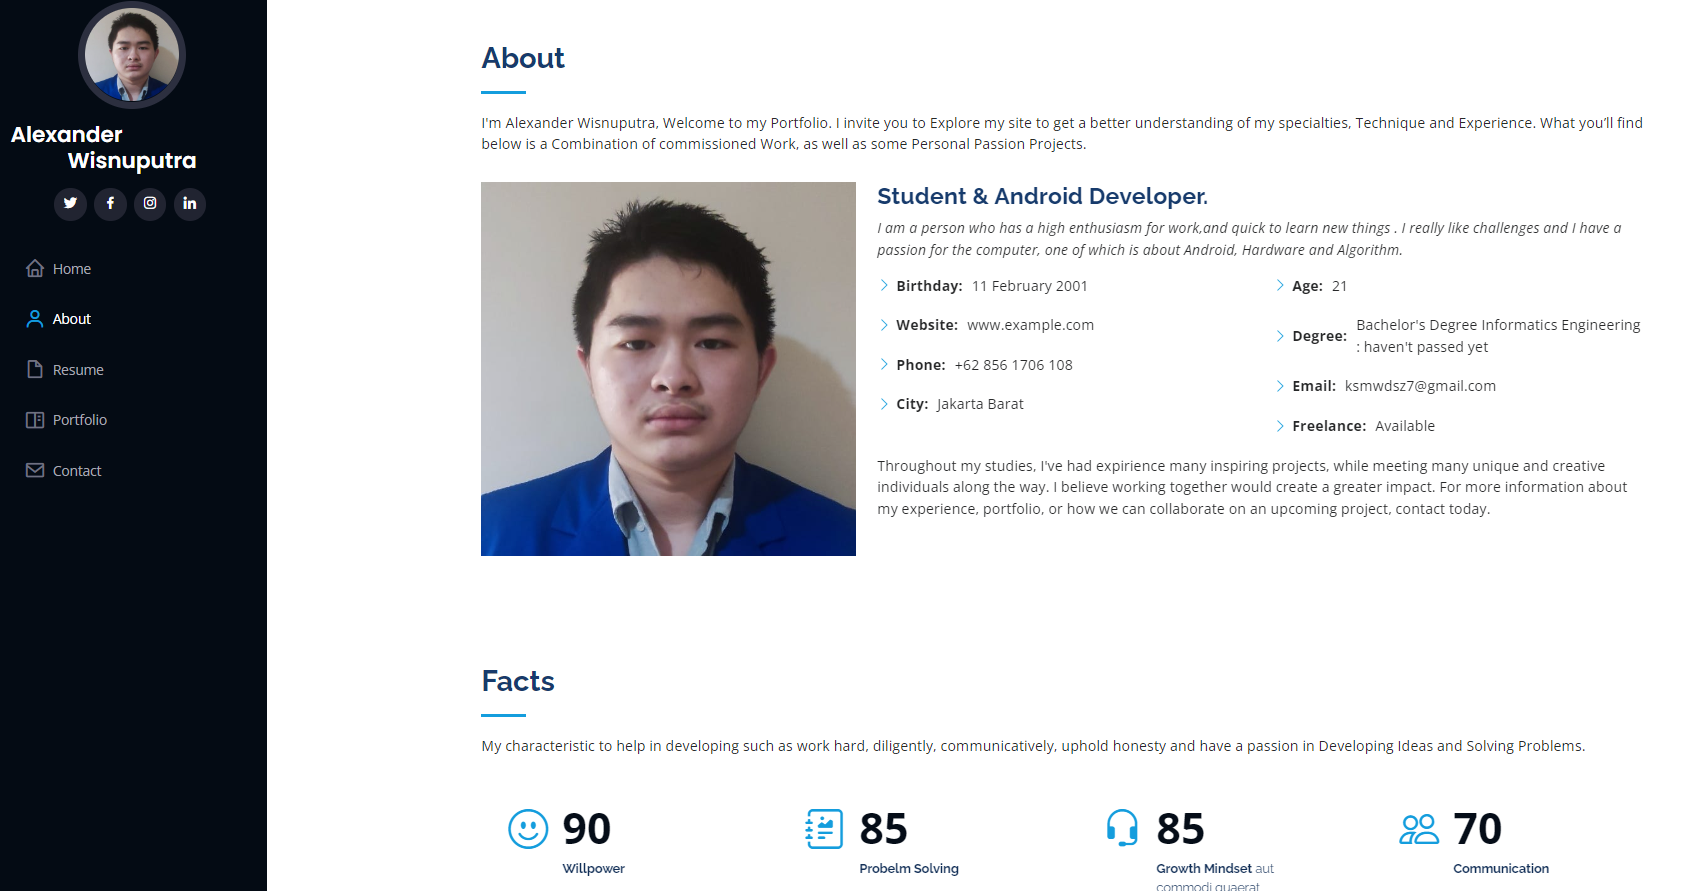 Alexander
Wisnuputra
Home
About
Resume
Portfolio
Contact
About
I'm Alexander Wisnuputra, Welcome to my Portfolio. I invite you to Explore my site to get a better understanding of my specialties, Technique and Experience. What you’ll find
below is a Combination of commissioned Work, as well as some Personal Passion Projects.
Student & Android Developer.
I am a person who has a high enthusiasm for work,and quick to learn new things . I really like challenges and I have a
passion for the computer, one of which is about Android, Hardware and Algorithm.
Birthday: 11 February 2001
Website: www.example.com
Phone: +62 856 1706 108
City: Jakarta Barat
Age: 21
Degree: Bachelor's Degree Informatics Engineering
: haven't passed yet
Email: ksmwdsz7@gmail.com
Freelance: Available
Throughout my studies, I've had expirience many inspiring projects, while meeting many unique and creative
individuals along the way. I believe working together would create a greater impact. For more information about
my experience, portfolio, or how we can collaborate on an upcoming project, contact today.
Facts
My characteristic to help in developing such as work hard, diligently, communicatively, uphold honesty and have a passion in Developing Ideas and Solving Problems.
90
Willpower
85
Probelm Solving
85
Growth Mindset aut
commodi quaerat
70
Communication